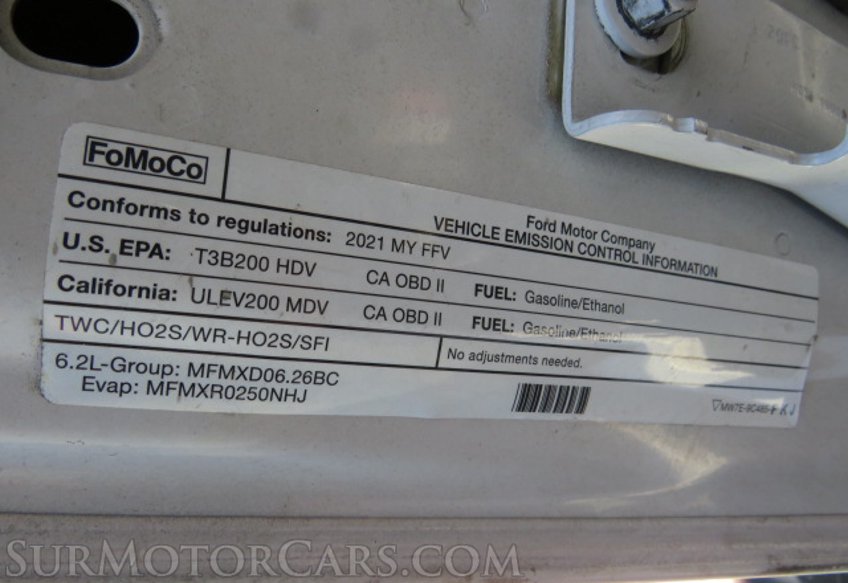 FoMoCo
Ford Motor Company
VEHICLE EMISSION CONTROL INFORMATION
Conforms to regulations: 2021 MY FFV
U.S. EPA: T3B200 HDV CA OBD II FUEL: Gasoline/Ethanol
California: ULEV200 MDV CA OBD II FUEL: Gasoline/Ethanol
TWC/HO2S/WR-HO2S/SFI
No adjustments needed.
6.2L-Group: MFMXD06.26BC
Evap: MFMXR0250NHJ
KJ
SURMOTORCARS.COM